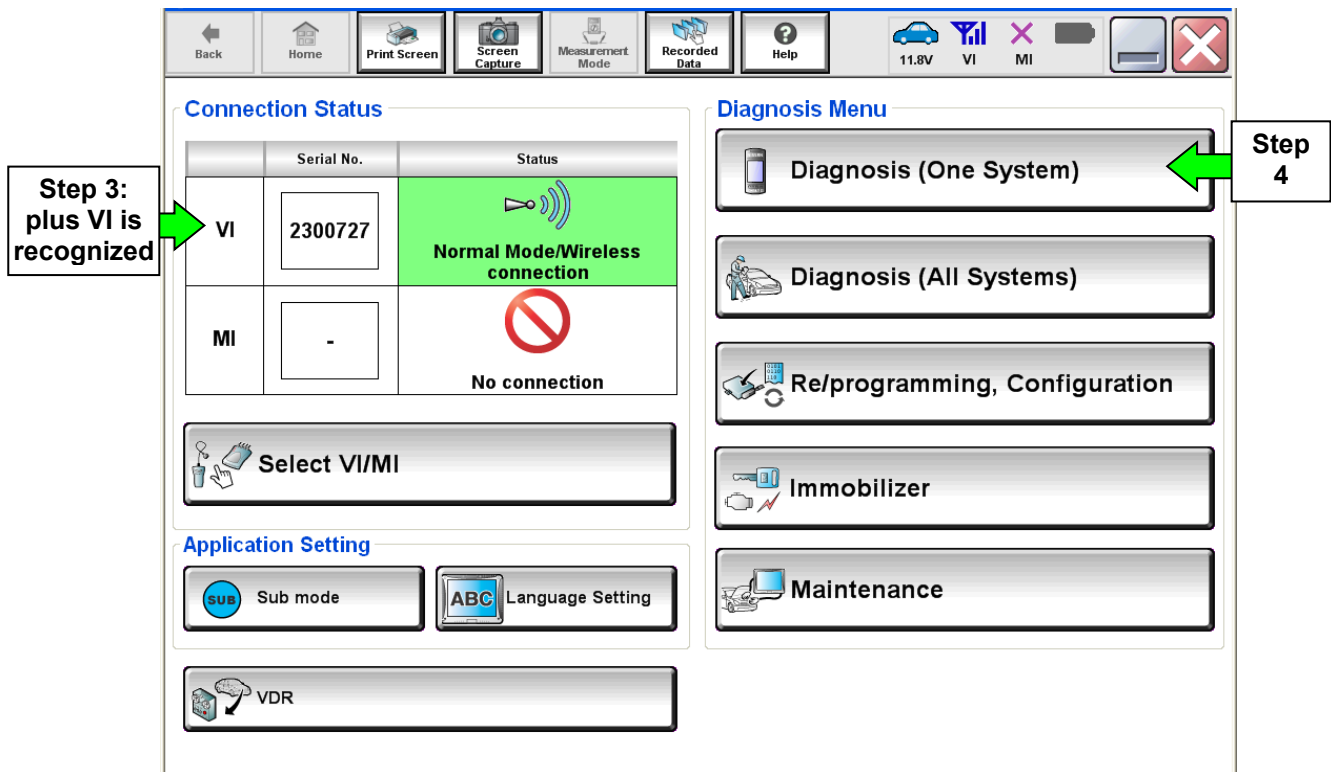 Back
Home
Print Screen
Screen
Capture
Measurement
Mode
Recorded
Data
Help
11.8V
VI
MI
Connection Status
Serial No.
Status
VI
2300727
Normal Mode/Wireless
connection
MI
-
No connection
Select VI/MI
Application Setting
SUB
Sub mode
ABC
Language Setting
VDR
Diagnosis Menu
Diagnosis (One System)
Diagnosis (All Systems)
Re/programming, Configuration
Immobilizer
Maintenance
Step 3:
plus VI is
recognized
Step
4